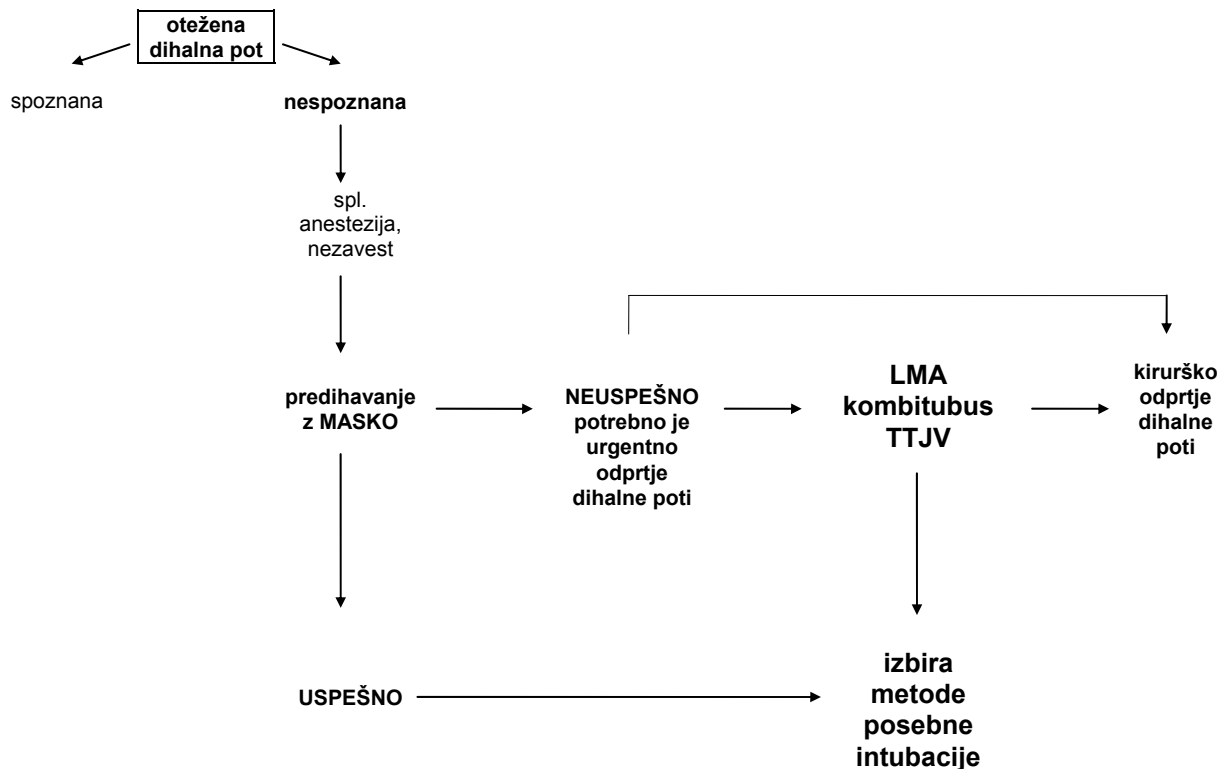 otežena
dihalna pot
spoznana
nespoznana
spl.
anestezija,
nezavest
predihavanje
z MASKO
NEUSPEŠNO
potrebno je
urgentno
odprtje
dihalne poti
LMA
kombitubus
TTJV
kirurško
odprtje
dihalne
poti
USPEŠNO
izbira
metode
posebne
intubacije